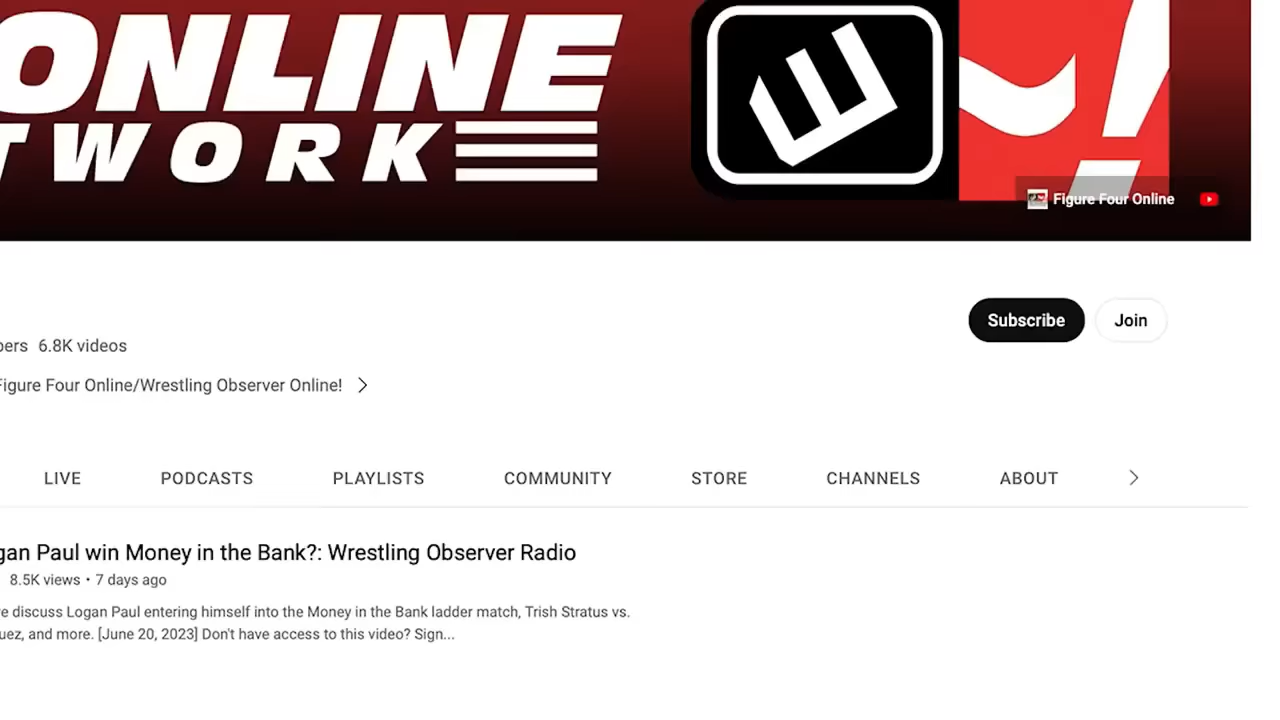 ONLINE
TWORK
Figure Four Online
Subscribe
Join
6.8K videos
Figure Four Online/Wrestling Observer Online!
LIVE
PODCASTS
PLAYLISTS
COMMUNITY
STORE
CHANNELS
ABOUT
gan Paul win Money in the Bank?: Wrestling Observer Radio
8.5K views • 7 days ago
discuss Logan Paul entering himself into the Money in the Bank ladder match, Trish Stratus vs.
uez, and more. [June 20, 2023] Don't have access to this video? Sign...